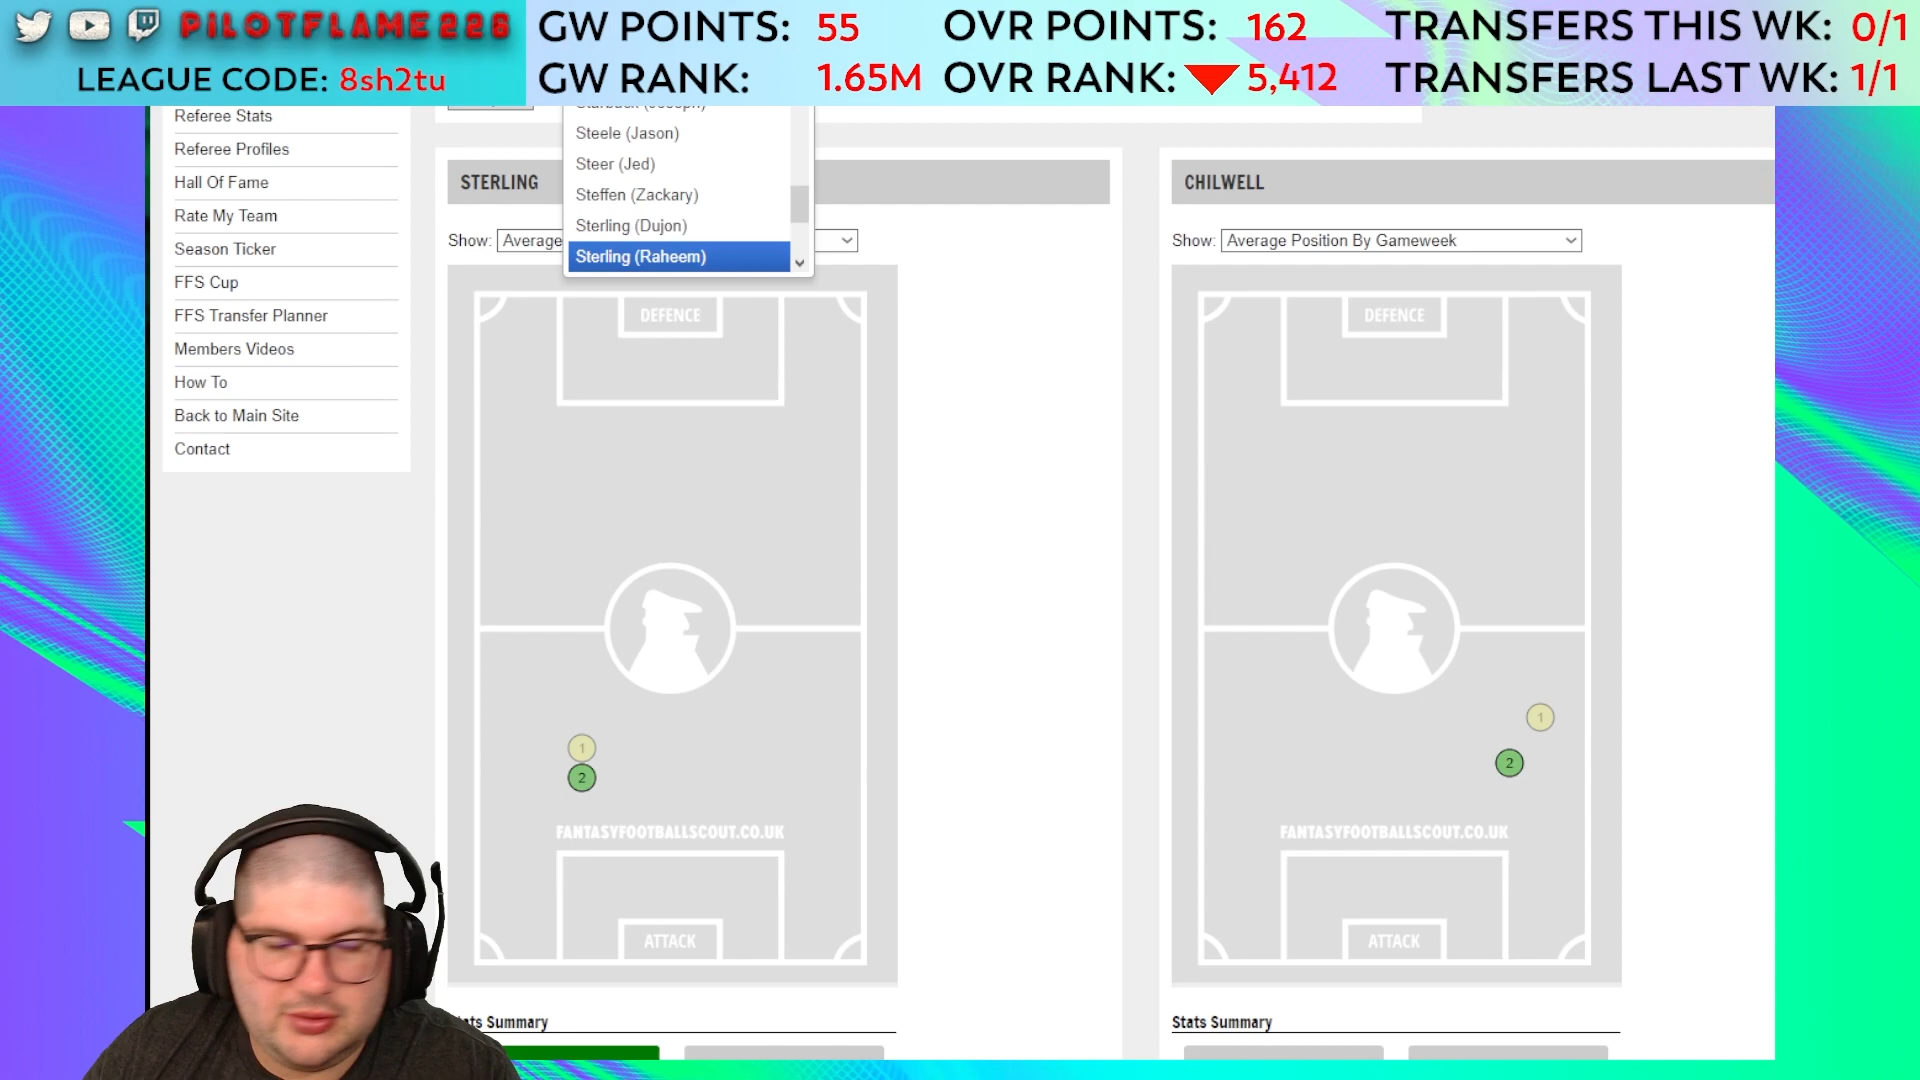 PILOTFLAME226
LEAGUE CODE: 8sh2tu
GW POINTS: 55
GW RANK: 1.65M
OVR POINTS: 162
OVR RANK: 5,412
TRANSFERS THIS WK: 0/1
TRANSFERS LAST WK: 1/1
Referee Stats
Referee Profiles
Hall Of Fame
Rate My Team
Season Ticker
FFS Cup
FFS Transfer Planner
Members Videos
How To
Back to Main Site
Contact
Steele (Jason)
Steer (Jed)
Steffen (Zackary)
Sterling (Dujon)
Sterling (Raheem)
STERLING
Show: Average
DEFENCE
1
2
FANTASYFOOTBALLSCOUT.CO.UK
ATTACK
Stats Summary
CHILWELL
Show: Average Position By Gameweek
DEFENCE
1
2
FANTASYFOOTBALLSCOUT.CO.UK
ATTACK
Stats Summary